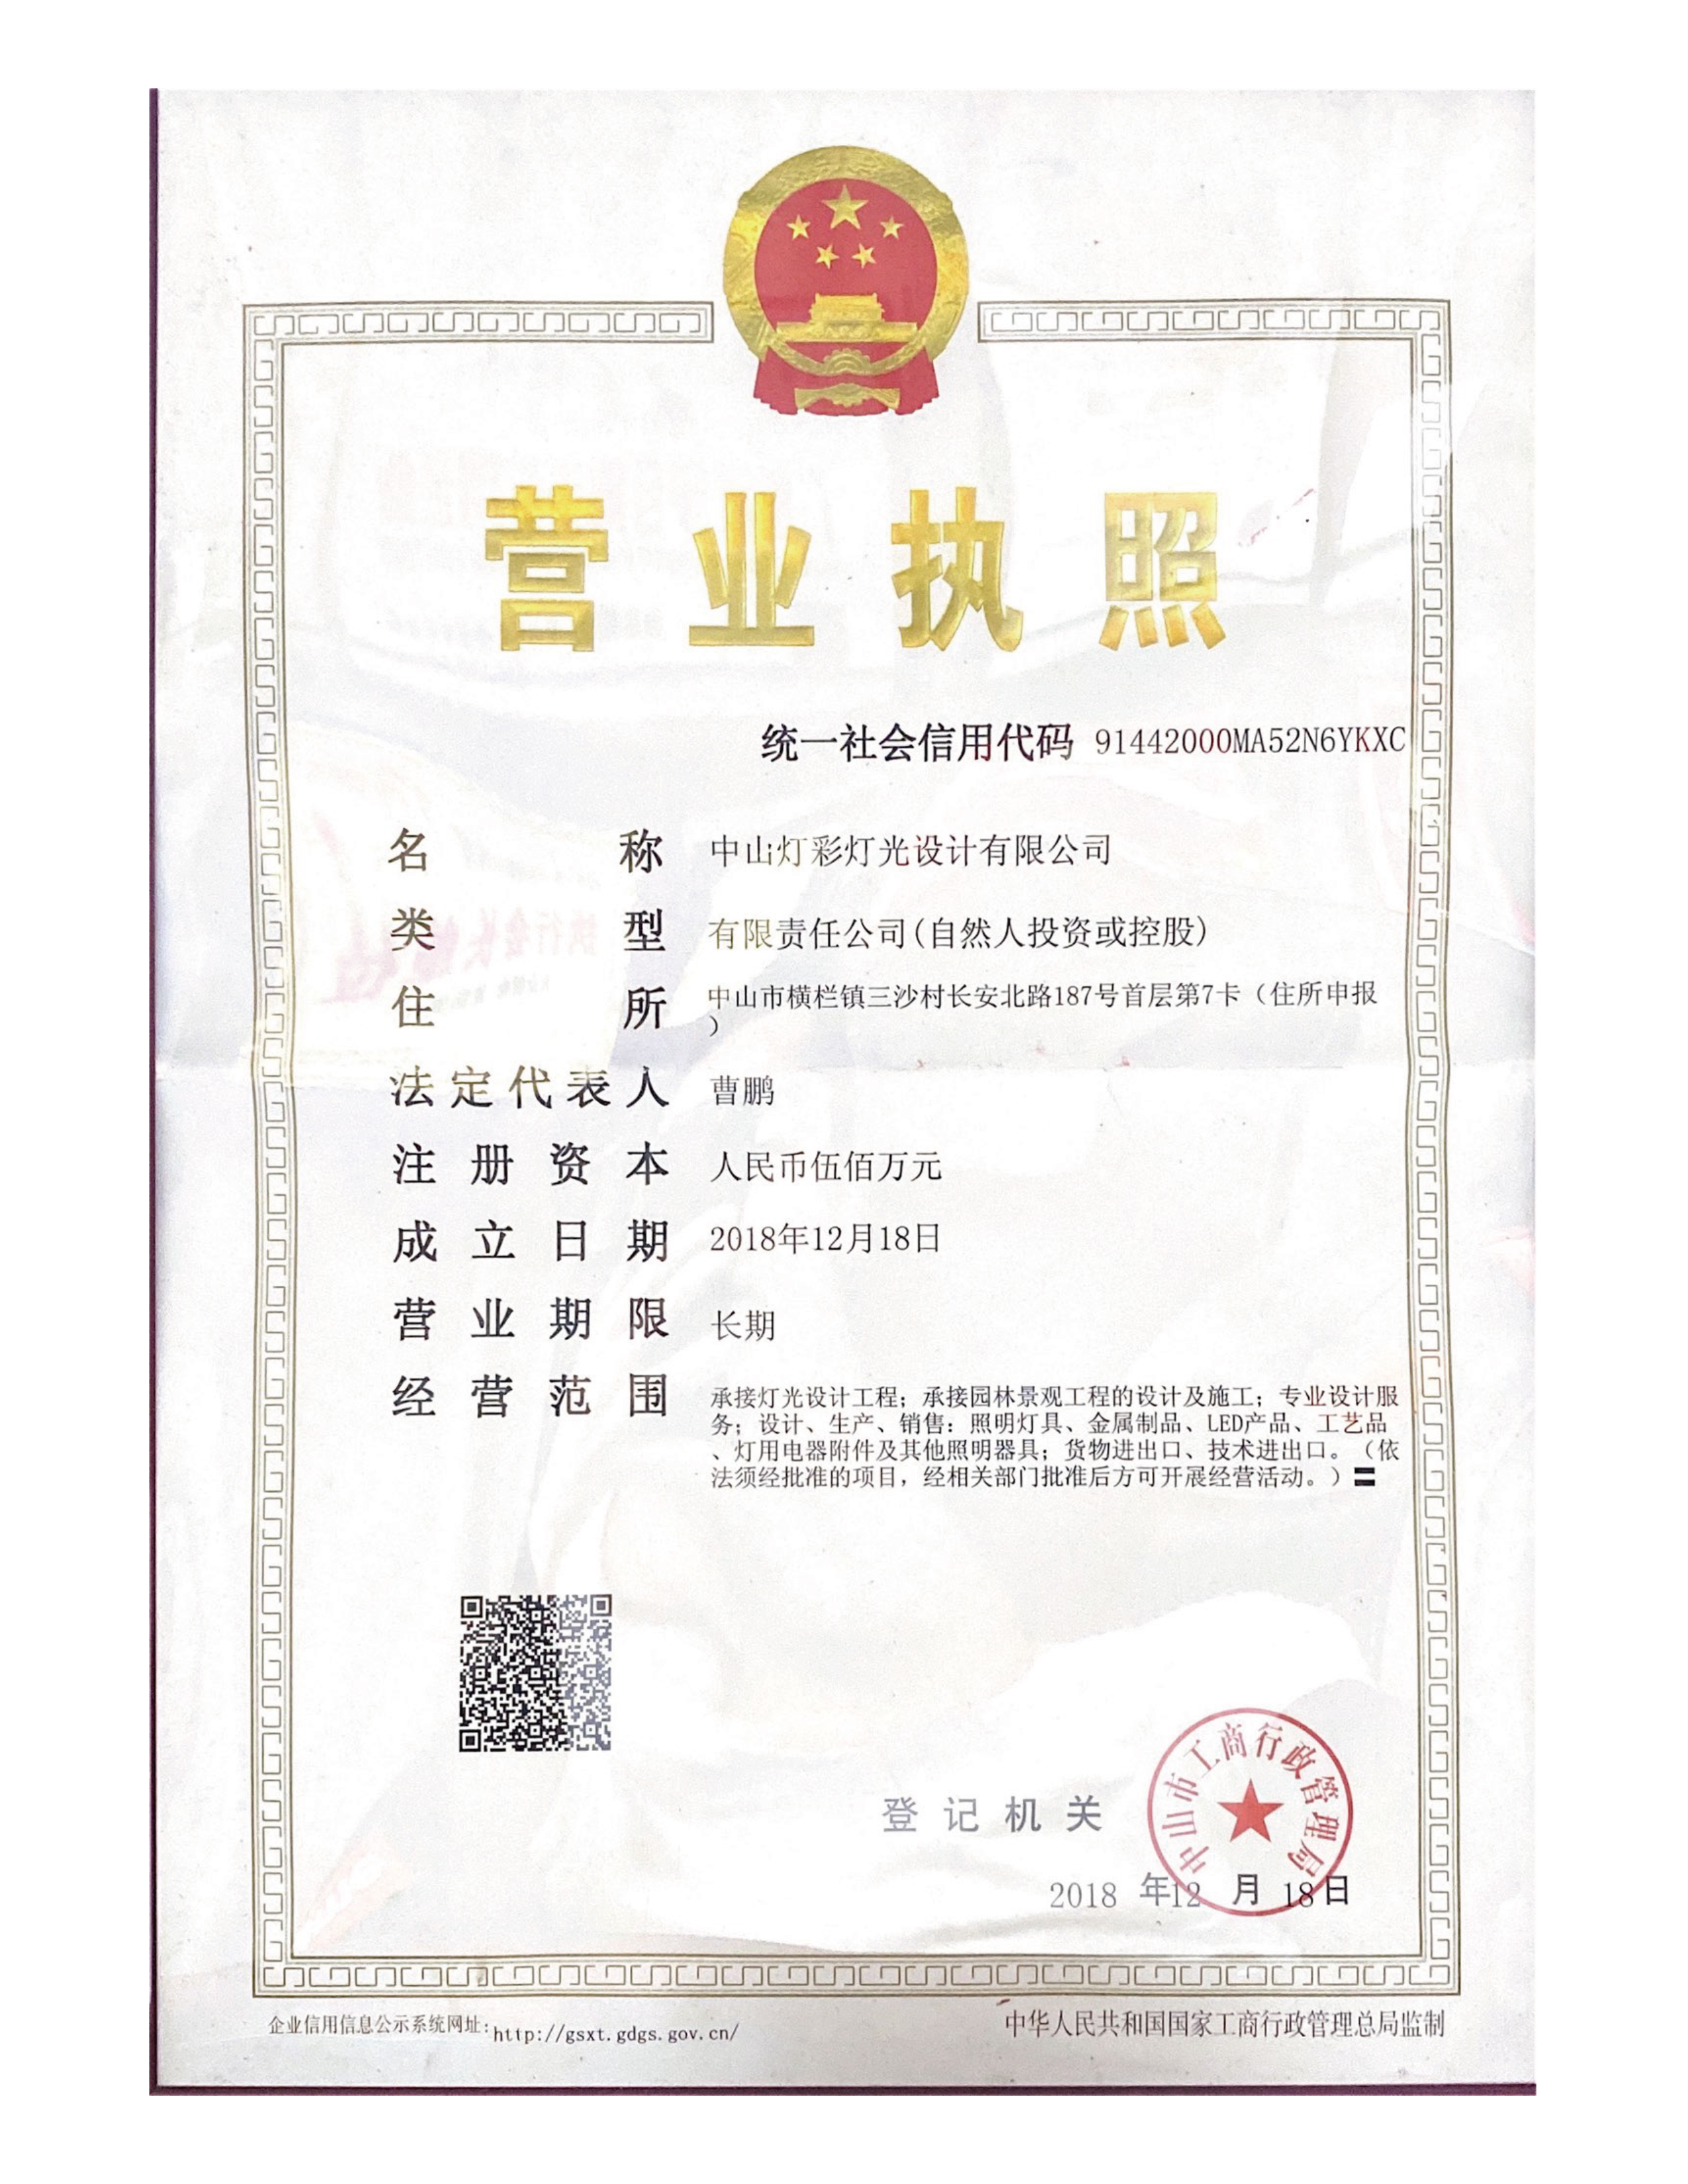 营业执照
统一社会信用代码 91442000MA52N6YKXC
名称 中山灯彩灯光设计有限公司
类型 有限责任公司(自然人投资或控股)
住所 中山市横栏镇三沙村长安北路187号首层第7卡（住所申报
）
法定代表人 曹鹏
注册资本 人民币伍佰万元
成立日期 2018年12月18日
营业期限 长期
经营范围 承接灯光设计工程；承接园林景观工程的设计及施工；专业设计服
务；设计、生产、销售：照明灯具、金属制品、LED产品、工艺品
、灯用电器附件及其他照明器具；货物进出口、技术进出口。（依
法须经批准的项目，经相关部门批准后方可开展经营活动。）〓
中山市工商行政管理局
登记机关
2018 年12 月 18日
企业信用信息公示系统网址：http://gsxt.gdgs.gov.cn/
中华人民共和国国家工商行政管理总局监制